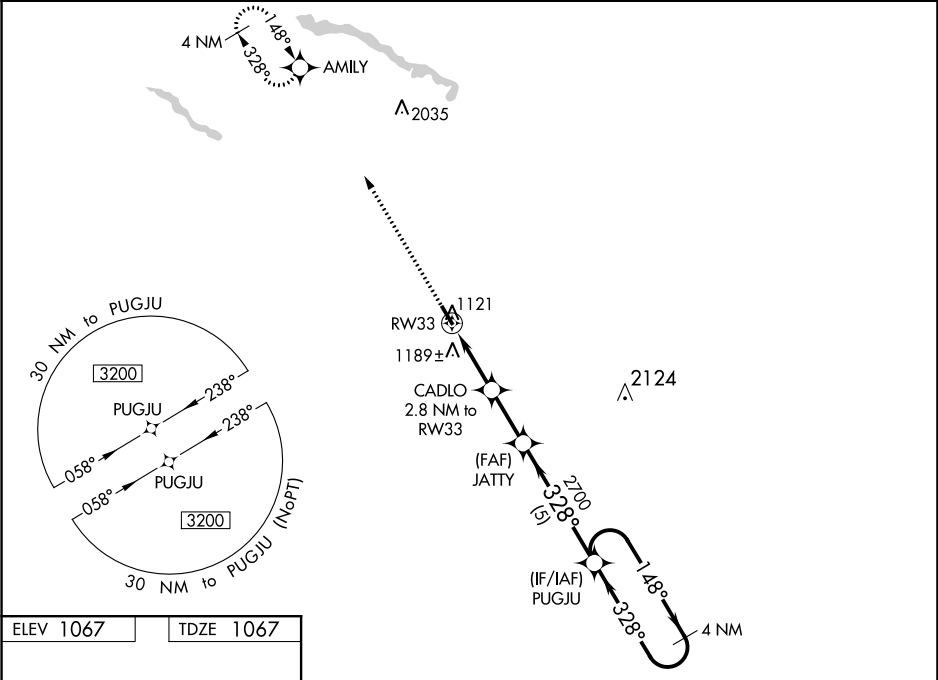 148°
4 NM
328°
AMILY
2035
1121
RW33
1189±
CADLO
2.8 NM to
RW33
2124
(FAF)
JATTY
2700
328°
(5)
(IF/IAF)
PUGJU
148°
328°
4 NM
30 NM to PUGJU
3200
238°
PUGJU
058°
238°
058°
PUGJU
3200
30 NM to PUGJU (NoPT)
ELEV 1067
TDZE 1067